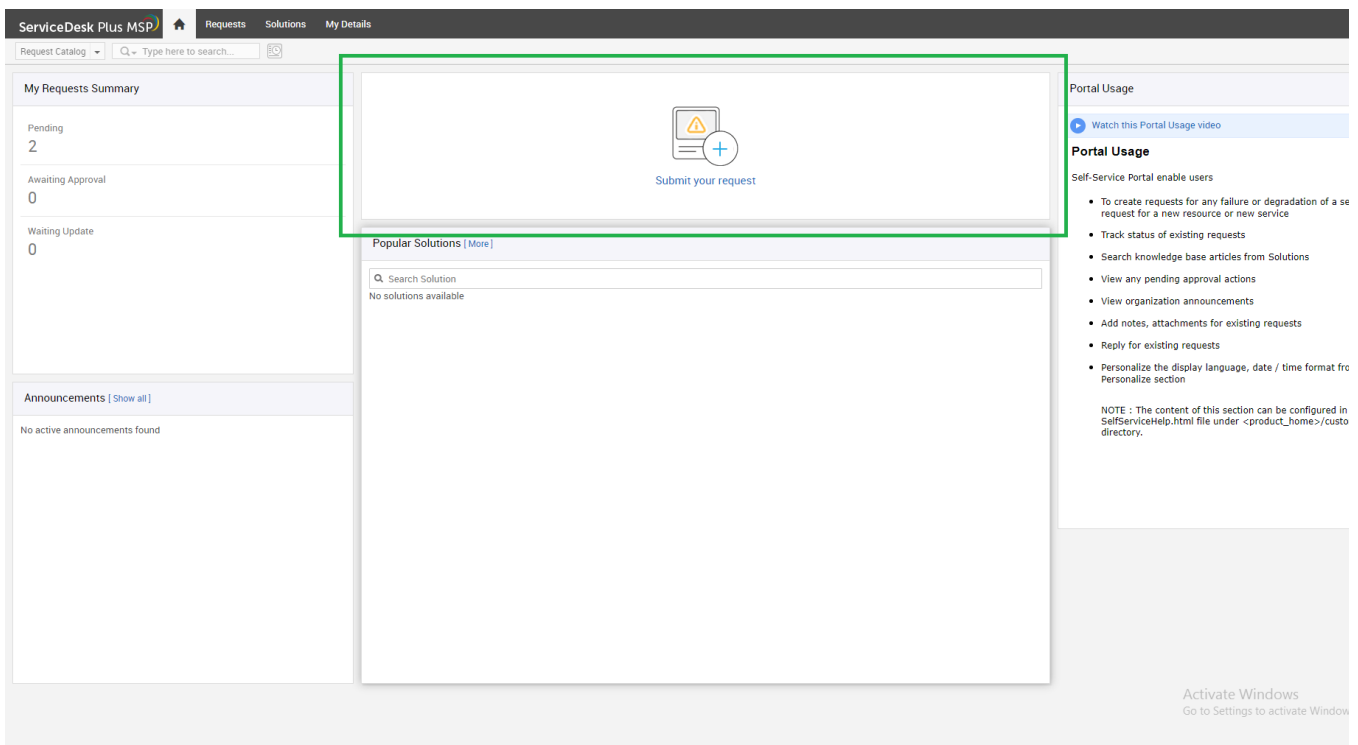 ServiceDesk Plus MSP Requests Solutions My Details
Request Catalog Type here to search...
My Requests Summary
Pending
2
Awaiting Approval
0
Waiting Update
0
Announcements [ Show all ]
No active announcements found
Submit your request
Popular Solutions [ More ]
Search Solution
No solutions available
Portal Usage
Watch this Portal Usage video
Portal Usage
Self-Service Portal enable users
To create requests for any failure or degradation of a se
request for a new resource or new service
Track status of existing requests
Search knowledge base articles from Solutions
View any pending approval actions
View organization announcements
Add notes, attachments for existing requests
Reply for existing requests
Personalize the display language, date / time format fro
Personalize section
NOTE : The content of this section can be configured in
SelfServiceHelp.html file under <product_home>/custo
directory.
Activate Windows
Go to Settings to activate Window